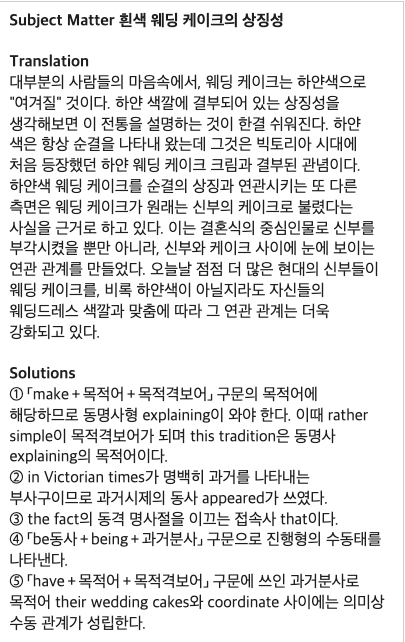 Subject Matter 흰색 웨딩 케이크의 상징성
Translation
대부분의 사람들의 마음속에서, 웨딩 케이크는 하얀색으로
"여겨질" 것이다. 하얀 색깔에 결부되어 있는 상징성을
생각해보면 이 전통을 설명하는 것이 한결 쉬워진다. 하얀
색은 항상 순결을 나타내 왔는데 그것은 빅토리아 시대에
처음 등장했던 하얀 웨딩 케이크 크림과 결부된 관념이다.
하얀색 웨딩 케이크를 순결의 상징과 연관시키는 또 다른
측면은 웨딩 케이크가 원래는 신부의 케이크로 불렸다는
사실을 근거로 하고 있다. 이는 결혼식의 중심인물로 신부를
부각시켰을 뿐만 아니라, 신부와 케이크 사이에 눈에 보이는
연관 관계를 만들었다. 오늘날 점점 더 많은 현대의 신부들이
웨딩 케이크를, 비록 하얀색이 아닐지라도 자신들의
웨딩드레스 색깔과 맞춤에 따라 그 연관 관계는 더욱
강화되고 있다.
Solutions
① 「make + 목적어 + 목적격보어」 구문의 목적어에
해당하므로 동명사형 explaining이 와야 한다. 이때 rather
simple이 목적격보어가 되며 this tradition은 동명사
explaining의 목적어이다.
② in Victorian times가 명백히 과거를 나타내는
부사구이므로 과거시제의 동사 appeared가 쓰였다.
③ the fact의 동격 명사절을 이끄는 접속사 that이다.
④ 「be동사 + being + 과거분사」 구문으로 진행형의 수동태를
나타낸다.
⑤ 「have + 목적어 + 목적격보어」 구문에 쓰인 과거분사로
목적어 their wedding cakes와 coordinate 사이에는 의미상
수동 관계가 성립한다.